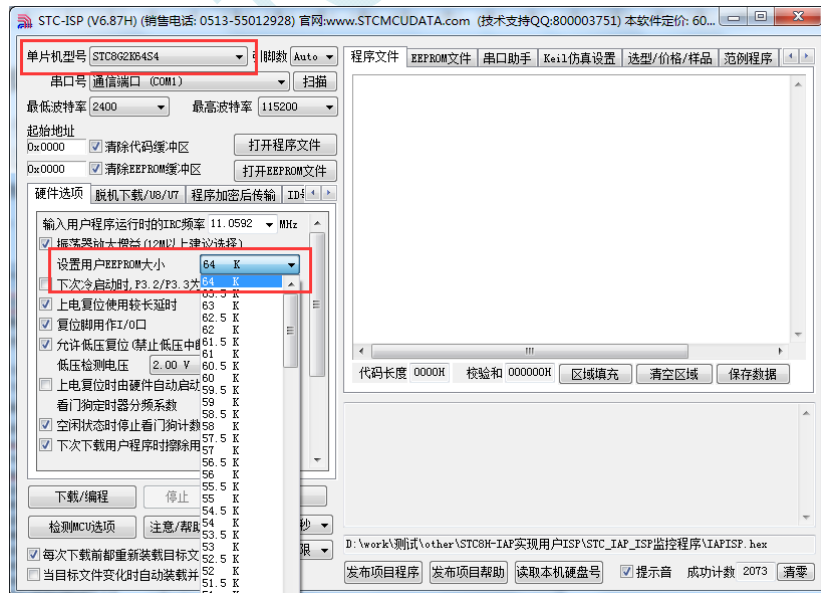 STC-ISP (V6.87H) (销售电话: 0513-55012928) 官网:www.STCMCUDATA.com (技术支持QQ:800003751) 本软件定价: 60...
单片机型号 STC8G2K64S4 引脚数 Auto
串口号 通信端口 (COM1) 扫描
最低波特率 2400 最高波特率 115200
起始地址
0x0000 清除代码缓冲区 打开程序文件
0x0000 清除EEPROM缓冲区 打开EEPROM文件
硬件选项 脱机下载/U8/U7 程序加密后传输
输入用户程序运行时的IRC频率 11.0592 MHz
振荡器放大增益(12M以上建议选择)
设置用户EEPROM大小 64 K
下次冷启动时, P3.2/P3.3为
上电复位使用较长延时
复位脚用作I/O口
允许低压复位(禁止低压中
低压检测电压 2.00 V
上电复位时由硬件自动启动
看门狗定时器分频系数
空闲状态时停止看门狗计数
下次下载用户程序时擦除用
64 K
63.5 K
63 K
62.5 K
62 K
61.5 K
61 K
60.5 K
60 K
59.5 K
59 K
58.5 K
58 K
57.5 K
57 K
56.5 K
56 K
55.5 K
55 K
54.5 K
54 K
53.5 K
53 K
52.5 K
52 K
51.5 K
下载/编程 停止
检测MCU选项 注意/帮助 秒
每次下载前都重新装载目标文 限
当目标文件变化时自动装载并
程序文件 EEPROM文件 串口助手 Keil仿真设置 选型/价格/样品 范例程序
代码长度 0000H 校验和 000000H 区域填充 清空区域 保存数据
D:\work\测试\other\STC8H-IAP实现用户ISP\STC_IAP_ISP监控程序\IAPISP.hex
发布项目程序 发布项目帮助 读取本机硬盘号 提示音 成功计数 2073 清零